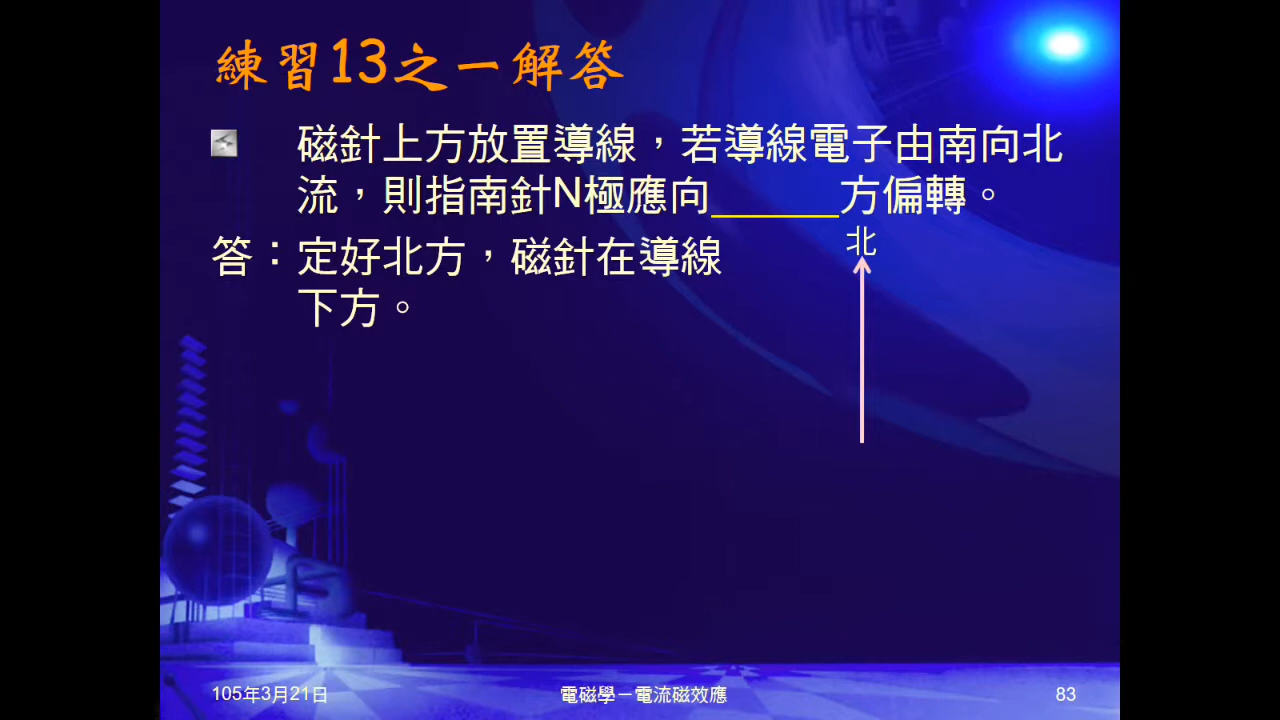 練習13之一解答
磁針上方放置導線，若導線電子由南向北
流，則指南針N極應向______方偏轉。
北
答：定好北方，磁針在導線
下方。
105年3月21日
電磁學－電流磁效應
83